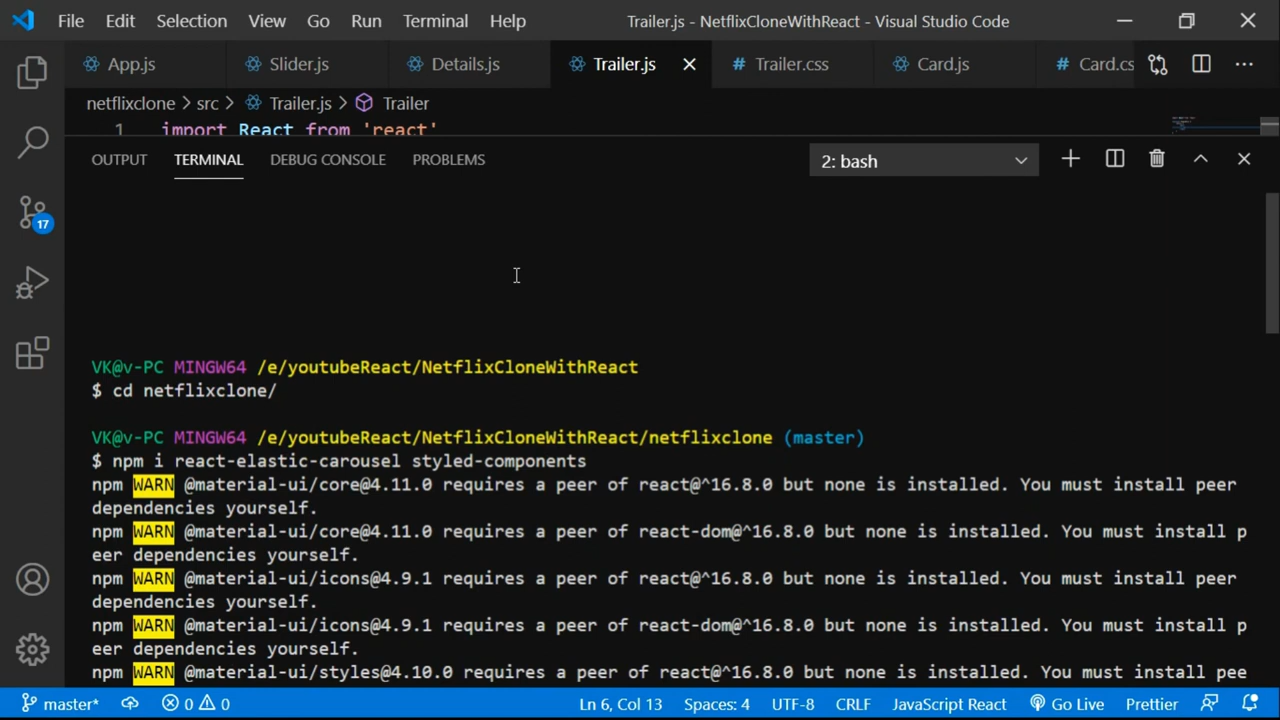 File Edit Selection View Go Run Terminal Help Trailer.js - NetflixCloneWithReact - Visual Studio Code
App.js Slider.js Details.js Trailer.js # Trailer.css Card.js # Card.cs
netflixclone > src > Trailer.js > Trailer
1 import React from 'react'
OUTPUT TERMINAL DEBUG CONSOLE PROBLEMS 2: bash
17
VK@v-PC MINGW64 /e/youtubeReact/NetflixCloneWithReact
$ cd netflixclone/
VK@v-PC MINGW64 /e/youtubeReact/NetflixCloneWithReact/netflixclone (master)
$ npm i react-elastic-carousel styled-components
npm WARN @material-ui/core@4.11.0 requires a peer of react@^16.8.0 but none is installed. You must install peer
dependencies yourself.
npm WARN @material-ui/core@4.11.0 requires a peer of react-dom@^16.8.0 but none is installed. You must install p
eer dependencies yourself.
npm WARN @material-ui/icons@4.9.1 requires a peer of react@^16.8.0 but none is installed. You must install peer
dependencies yourself.
npm WARN @material-ui/icons@4.9.1 requires a peer of react-dom@^16.8.0 but none is installed. You must install p
eer dependencies yourself.
npm WARN @material-ui/styles@4.10.0 requires a peer of react@^16.8.0 but none is installed. You must install pee
master* 0 0 Ln 6, Col 13 Spaces: 4 UTF-8 CRLF JavaScript React Go Live Prettier